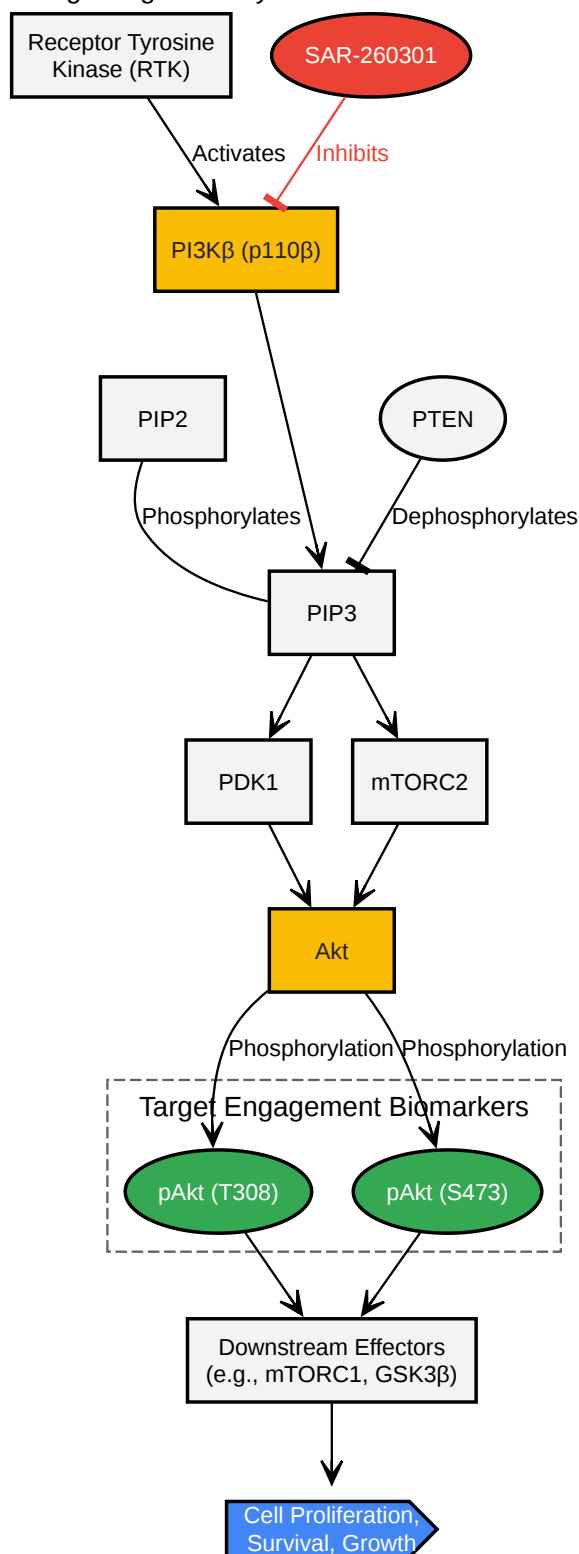 Receptor Tyrosine
Kinase (RTK)
SAR-260301
Activates
Inhibits
PI3Kβ (p110β)
PIP2
PTEN
Phosphorylates
Dephosphorylates
PIP3
PDK1
mTORC2
Akt
Phosphorylation
Phosphorylation
Target Engagement Biomarkers
pAkt (T308)
pAkt (S473)
Downstream Effectors
(e.g., mTORC1, GSK3β)
Cell Proliferation,
Survival, Growth